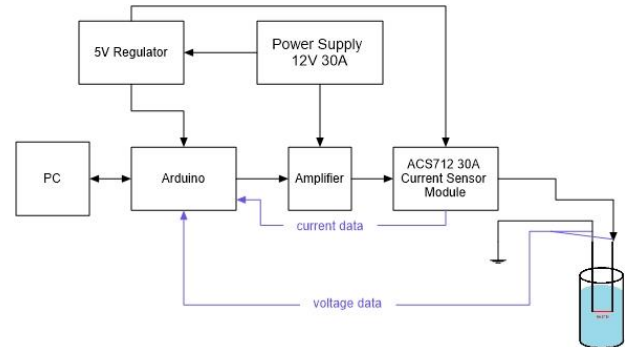 5V Regulator
Power Supply
12V 30A
PC
Arduino
Amplifier
ACS712 30A
Current Sensor
Module
current data
voltage data